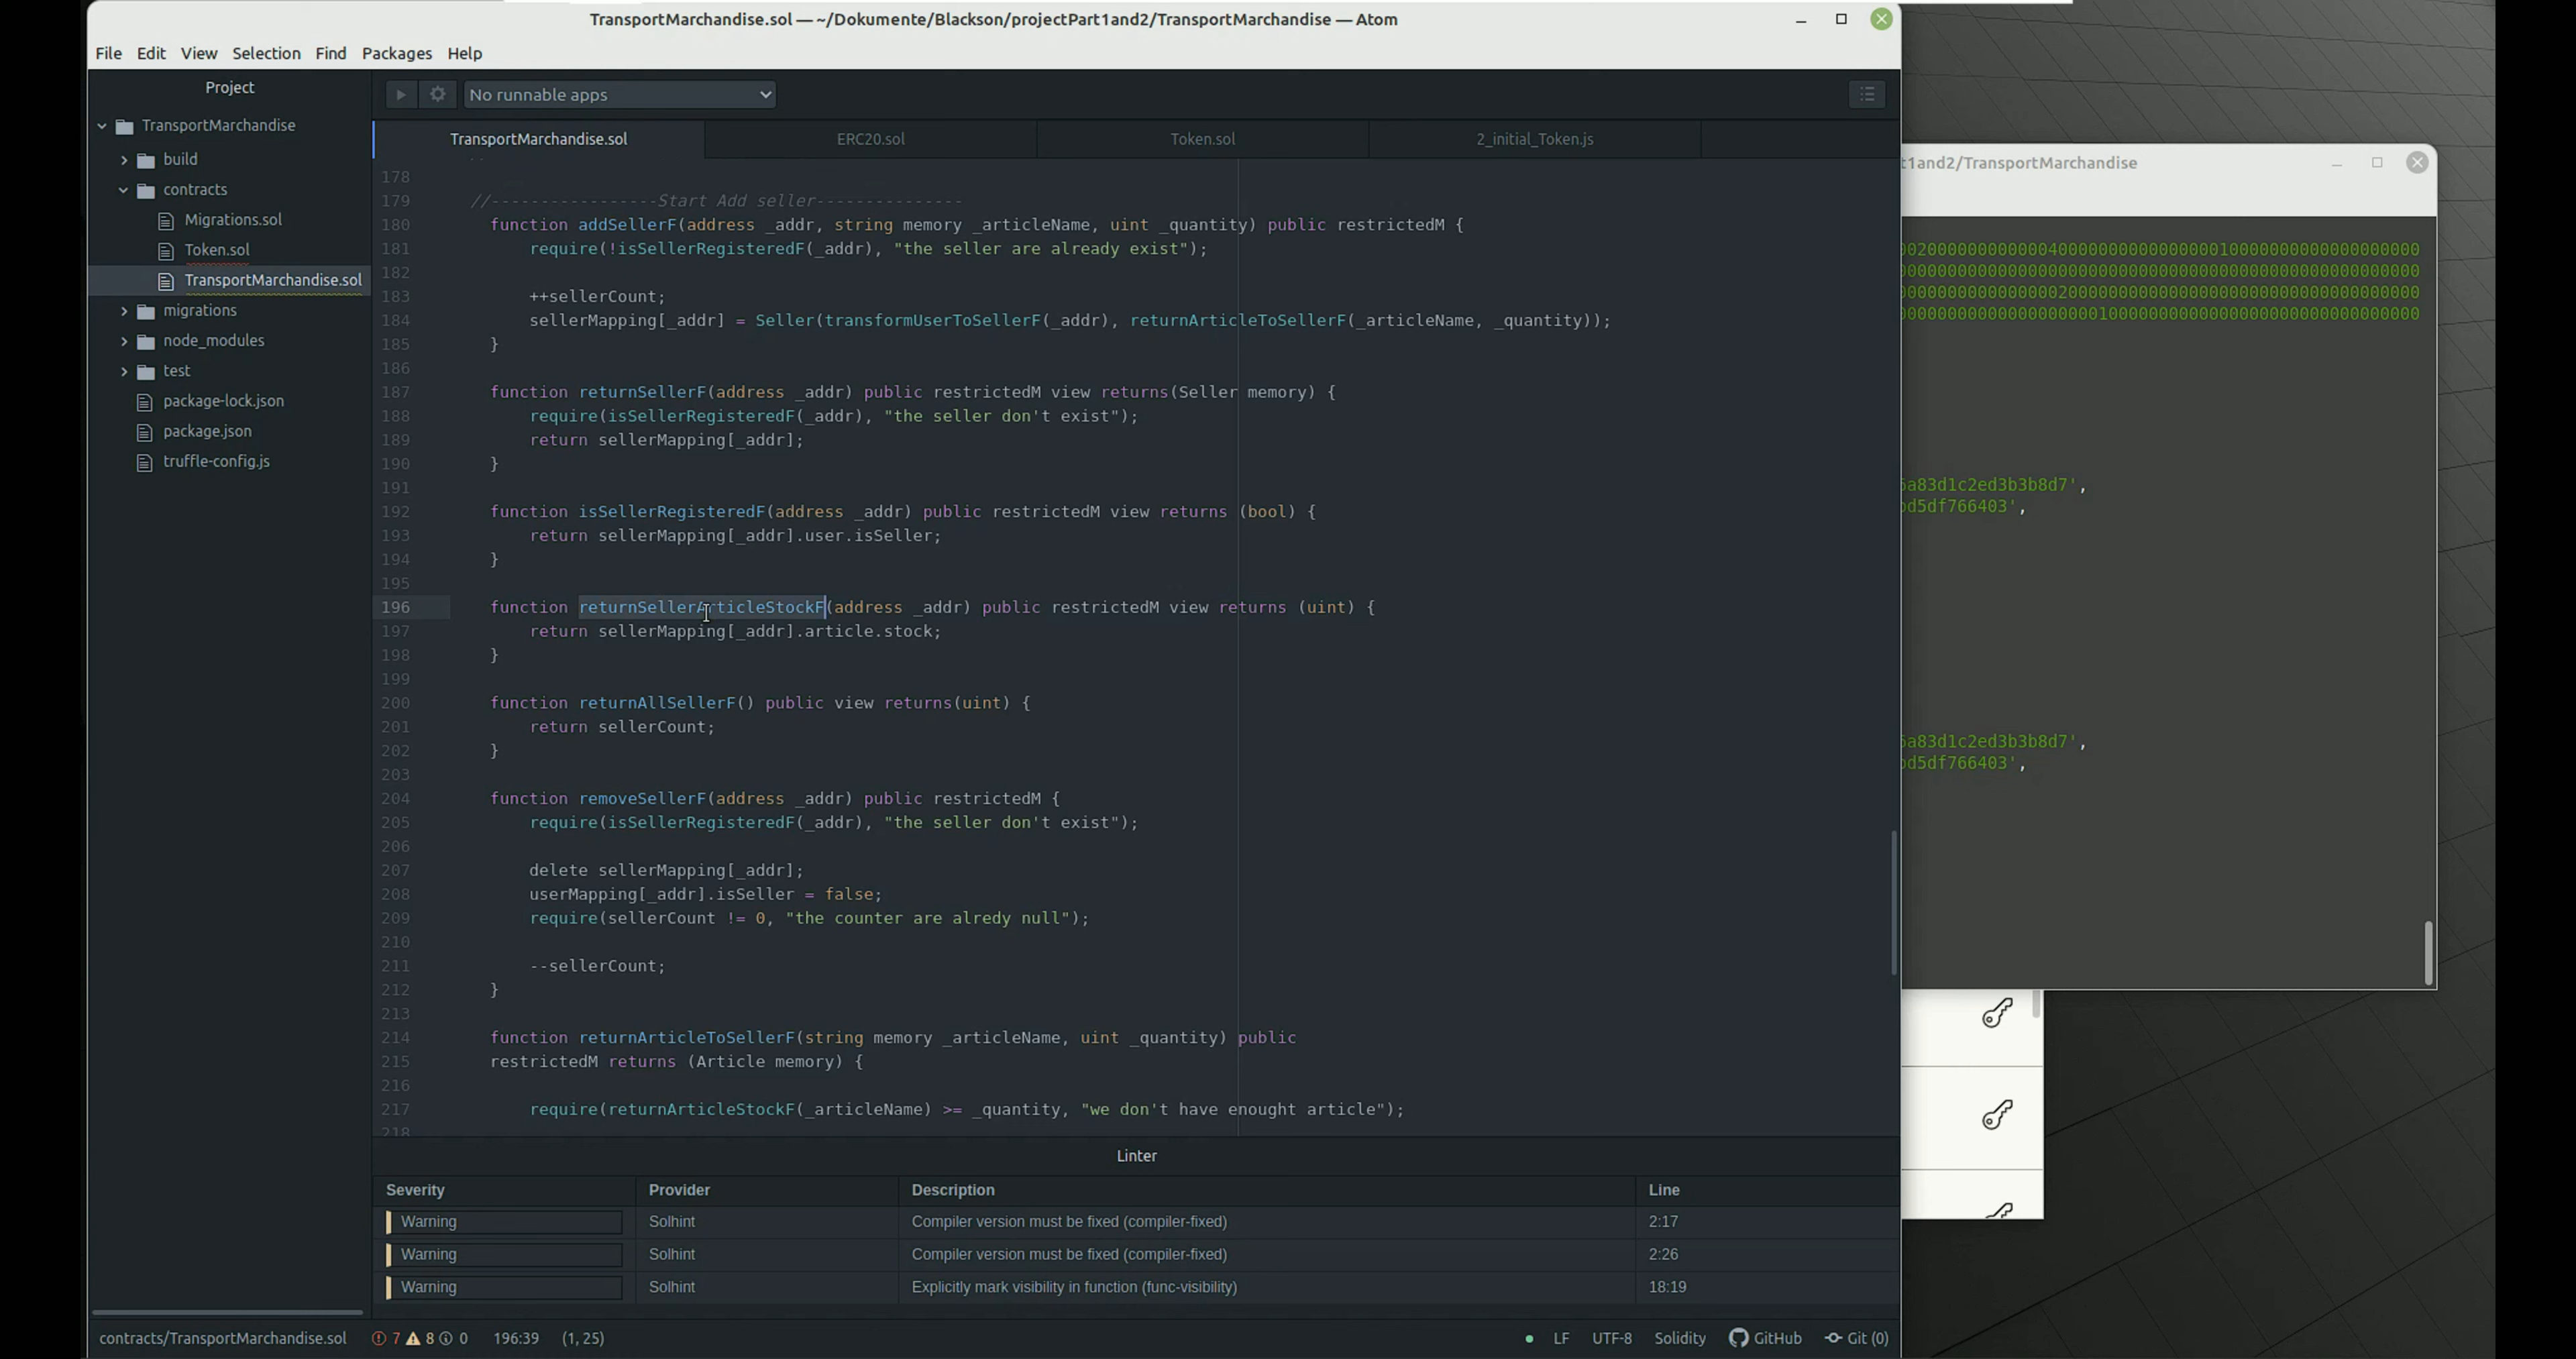 TransportMarchandise.sol — ~/Dokumente/Blackson/projectPart1and2/TransportMarchandise — Atom
File Edit View Selection Find Packages Help
Project
TransportMarchandise
build
contracts
Migrations.sol
Token.sol
TransportMarchandise.sol
migrations
node_modules
test
package-lock.json
package.json
truffle-config.js
No runnable apps
TransportMarchandise.sol ERC20.sol Token.sol 2_initial_Token.js
178
179 //-----------------Start Add seller---------------
180 function addSellerF(address _addr, string memory _articleName, uint _quantity) public restrictedM {
181 require(!isSellerRegisteredF(_addr), "the seller are already exist");
182
183 ++sellerCount;
184 sellerMapping[_addr] = Seller(transformUserToSellerF(_addr), returnArticleToSellerF(_articleName, _quantity));
185 }
186
187 function returnSellerF(address _addr) public restrictedM view returns(Seller memory) {
188 require(isSellerRegisteredF(_addr), "the seller don't exist");
189 return sellerMapping[_addr];
190 }
191
192 function isSellerRegisteredF(address _addr) public restrictedM view returns (bool) {
193 return sellerMapping[_addr].user.isSeller;
194 }
195
196 function returnSellerArticleStockF(address _addr) public restrictedM view returns (uint) {
197 return sellerMapping[_addr].article.stock;
198 }
199
200 function returnAllSellerF() public view returns(uint) {
201 return sellerCount;
202 }
203
204 function removeSellerF(address _addr) public restrictedM {
205 require(isSellerRegisteredF(_addr), "the seller don't exist");
206
207 delete sellerMapping[_addr];
208 userMapping[_addr].isSeller = false;
209 require(sellerCount != 0, "the counter are alredy null");
210
211 --sellerCount;
212 }
213
214 function returnArticleToSellerF(string memory _articleName, uint _quantity) public
215 restrictedM returns (Article memory) {
216
217 require(returnArticleStockF(_articleName) >= _quantity, "we don't have enought article");
218
Linter
Severity Provider Description Line
Warning Solhint Compiler version must be fixed (compiler-fixed) 2:17
Warning Solhint Compiler version must be fixed (compiler-fixed) 2:26
Warning Solhint Explicitly mark visibility in function (func-visibility) 18:19
contracts/TransportMarchandise.sol 7 8 0 196:39 (1, 25) LF UTF-8 Solidity GitHub Git (0)
t1and2/TransportMarchandise
6a83d1c2ed3b3b8d7',
bd5df766403',
6a83d1c2ed3b3b8d7',
bd5df766403',